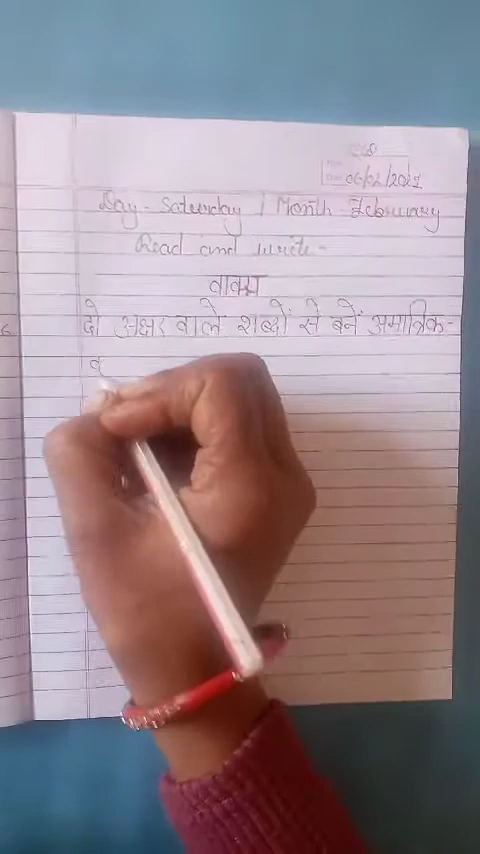 06/02/2021
Day - Saturday / Month - February
Read and write -
वाक्य
दो अक्षर वाले शब्दों से बनें अमात्रिक-
व